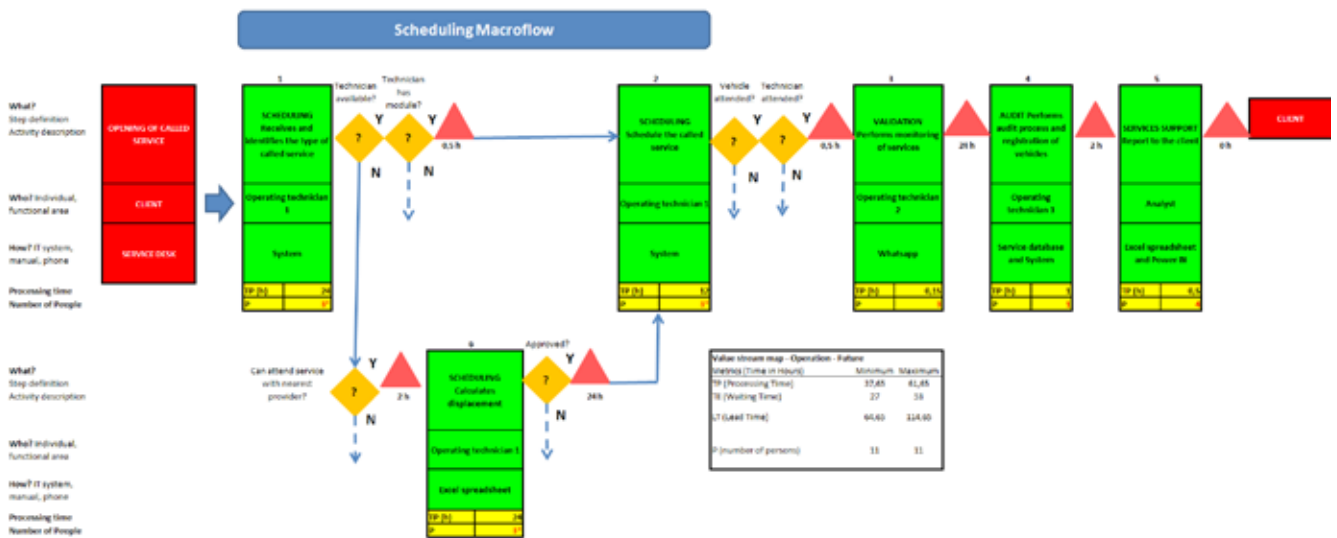 Scheduling Macroflow
1
Technician
available?
Technician
has
module?
2
Vehicle
attended?
Technician
attended?
3
4
5
What?
Step definition
Activity description
OPENING OF CALLED
SERVICE
SCHEDULING
Receives and
Identifies the type of
called service
?
Y
N
?
Y
N
0,5 h
SCHEDULING
Schedule the called
service
?
Y
N
?
Y
N
0,5 h
VALIDATION
Performs monitoring
of services
24 h
AUDIT Performs
audit process and
registration of
vehicles
2 h
SERVICES SUPPORT
Report to the client
0 h
CLIENT
Who? Individual,
functional area
CLIENT
Operating technician
Operating technician 1
Operating technician
2
Operating
technician
Analyst
How? IT system,
manual, phone
SERVICE DESK
System
System
Whatsapp
Service database
and System
Excel spreadsheet
and Power BI
Processing time
Number of People
TP (h) 24
P
TP (h) 12
P
TP (h) 0,15
P
TP (h) 1
P
TP (h) 0,5
P
What?
Step definition
Activity description
Can attend service
with nearest
provider?
?
Y
N
2 h
6
SCHEDULING
Calculates
displacement
Approved?
?
Y
N
24 h
Who? Individual,
functional area
Operating technician 1
How? IT system,
manual, phone
Excel spreadsheet
Processing time
Number of People
TP (h) 24
P
Value stream map - Operation - Future
Metrics (Time in Hours) Minimum Maximum
TP (Processing Time) 37,65 61,65
TE (Waiting Time) 27 53
LT (Lead Time) 64,65 114,65
P (number of persons) 11 11